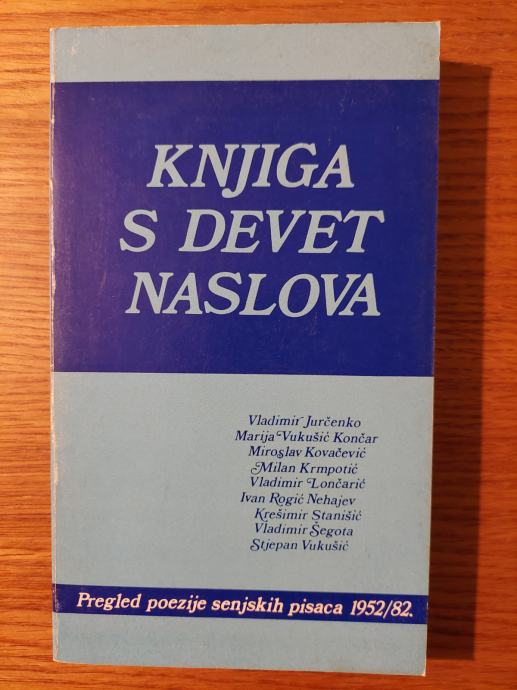 KNJIGA
S DEVET
NASLOVA
Vladimir Jurčenko
Marija Vukušić Končar
Miroslav Kovačević
Milan Krmpotić
Vladimir Lončarić
Ivan Rogić Nehajev
Krešimir Stanišić
Vladimir Šegota
Stjepan Vukušić
Pregled poezije senjskih pisaca 1952/82.